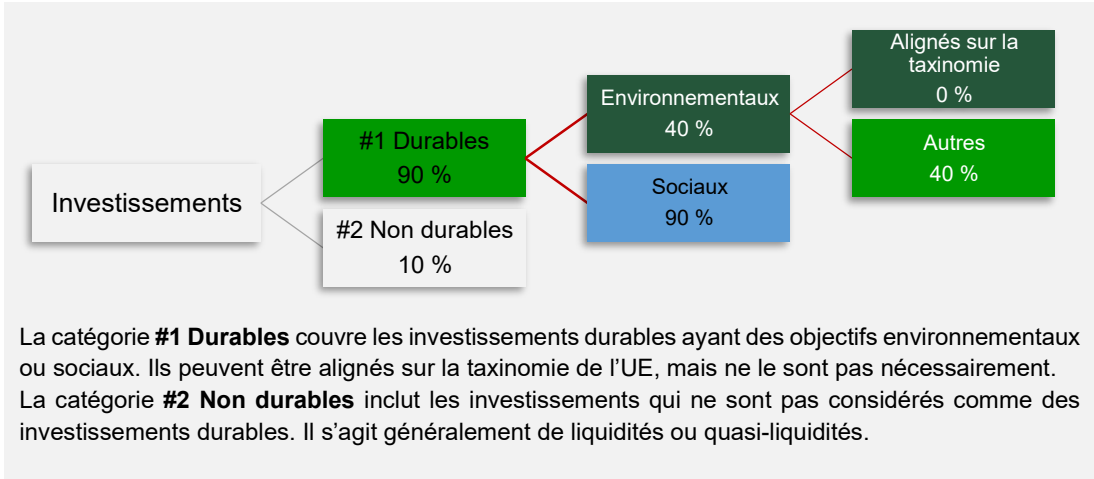 Investissements
#1 Durables
90 %
#2 Non durables
10 %
Environnementaux
40 %
Sociaux
90 %
Alignés sur la
taxinomie
0 %
Autres
40 %
La catégorie #1 Durables couvre les investissements durables ayant des objectifs environnementaux
ou sociaux. Ils peuvent être alignés sur la taxinomie de l’UE, mais ne le sont pas nécessairement.
La catégorie #2 Non durables inclut les investissements qui ne sont pas considérés comme des
investissements durables. Il s’agit généralement de liquidités ou quasi-liquidités.